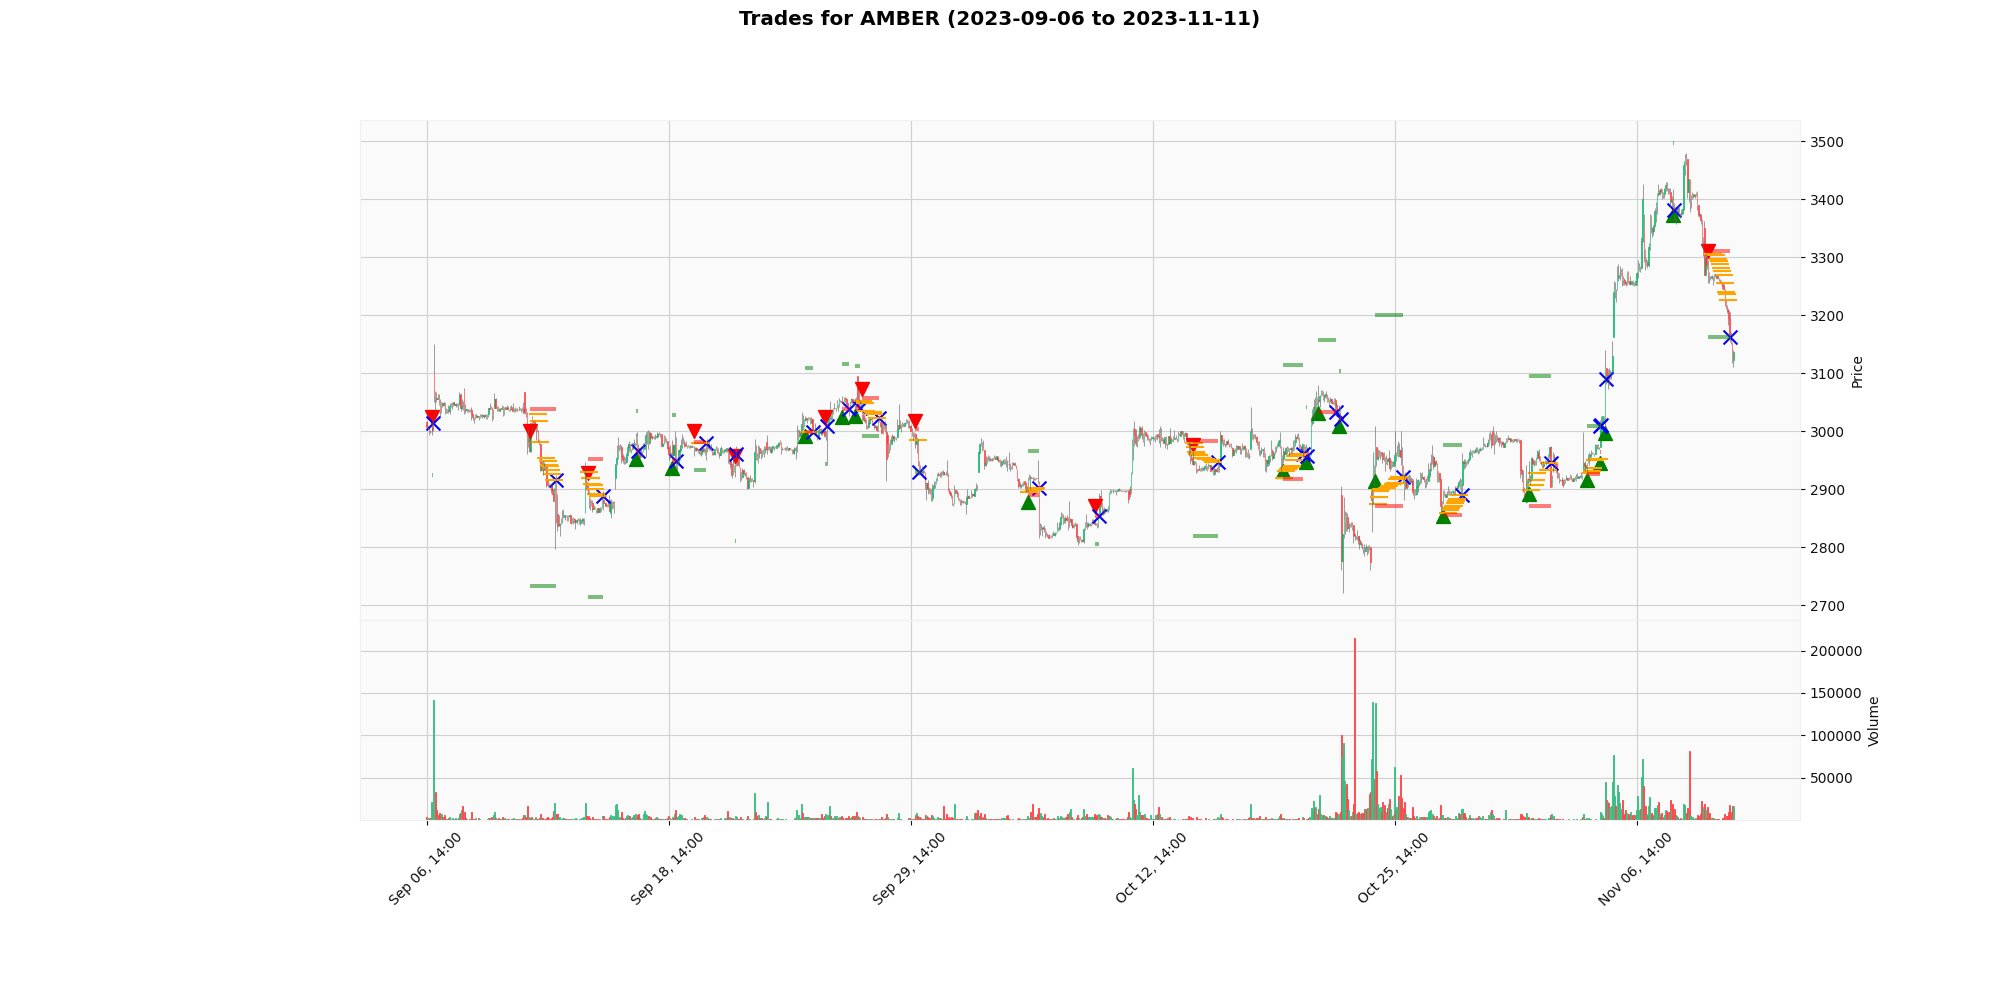 Trades for AMBER (2023-09-06 to 2023-11-11)
3500
3400
3300
3200
3100
3000
2900
2800
2700
Price
200000
150000
100000
50000
Volume
Sep 06, 14:00
Sep 18, 14:00
Sep 29, 14:00
Oct 12, 14:00
Oct 25, 14:00
Nov 06, 14:00